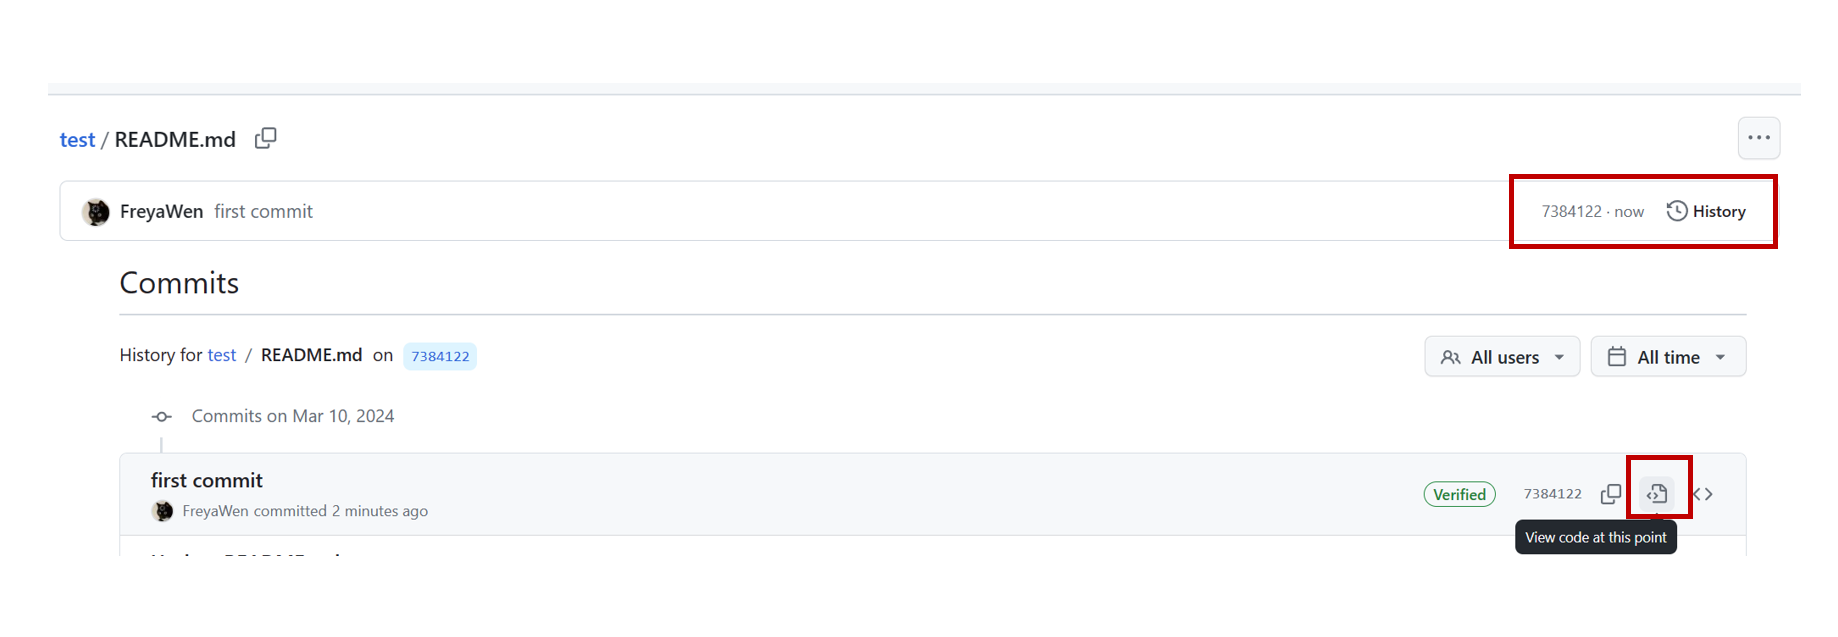 test / README.md
FreyaWen first commit 7384122 · now History
Commits
History for test / README.md on 7384122 All users All time
Commits on Mar 10, 2024
first commit
Verified 7384122
FreyaWen committed 2 minutes ago
View code at this point